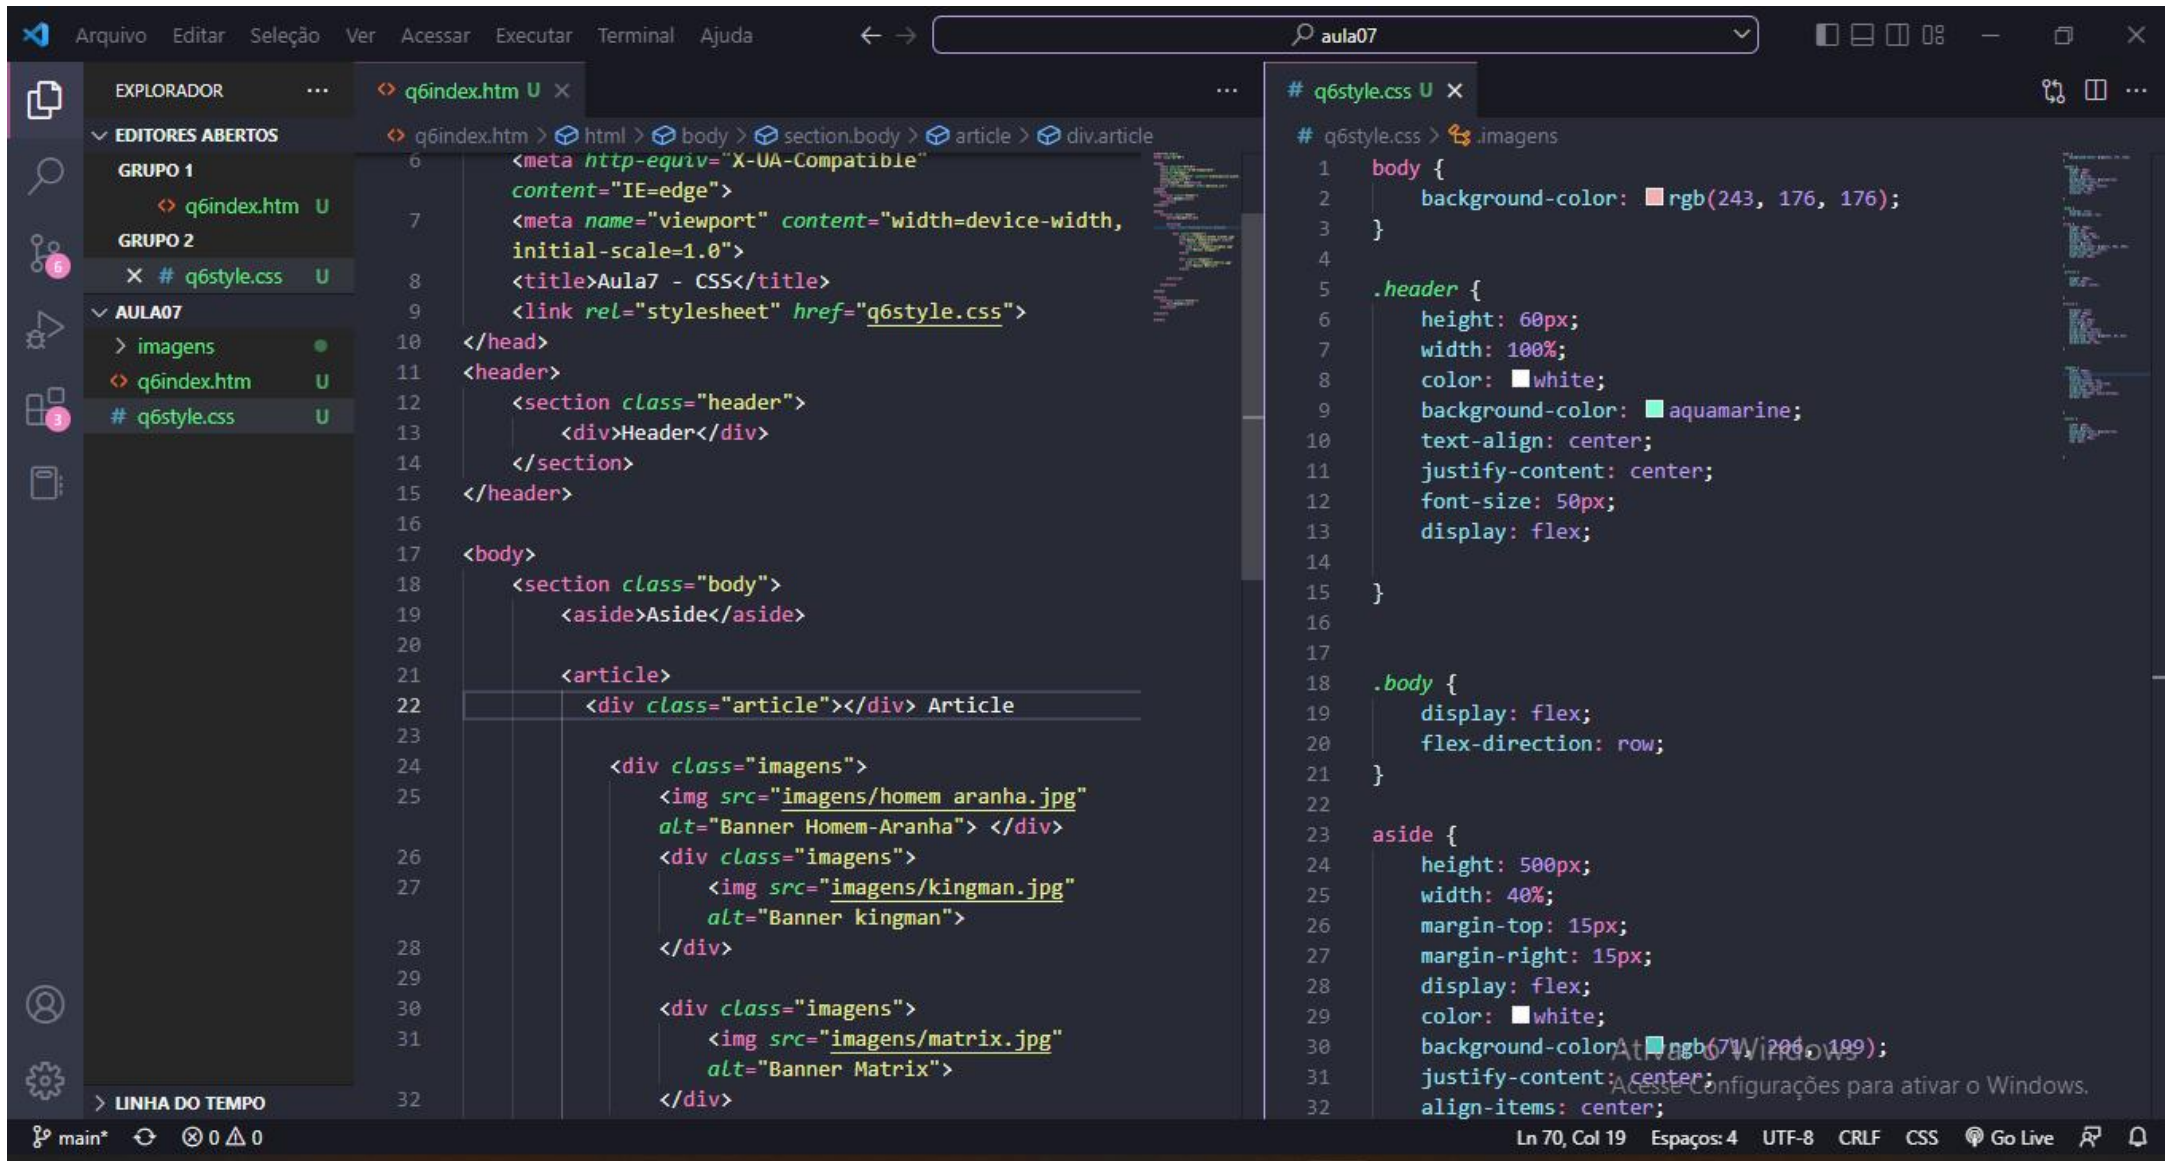 Arquivo Editar Seleção Ver Acessar Executar Terminal Ajuda
aula07
EXPLORADOR
EDITORES ABERTOS
GRUPO 1
<> q6index.htm U
GRUPO 2
# q6style.css U
AULA07
imagens
<> q6index.htm U
# q6style.css U
LINHA DO TEMPO
6
3
<> q6index.htm U
<> q6index.htm > html > body > section.body > article > div.article
6 <meta http-equiv="X-UA-Compatible"
content="IE=edge">
7 <meta name="viewport" content="width=device-width,
initial-scale=1.0">
8 <title>Aula7 - CSS</title>
9 <link rel="stylesheet" href="q6style.css">
10 </head>
11 <header>
12 <section class="header">
13 <div>Header</div>
14 </section>
15 </header>
16
17 <body>
18 <section class="body">
19 <aside>Aside</aside>
20
21 <article>
22 <div class="article"></div> Article
23
24 <div class="imagens">
25 <img src="imagens/homem aranha.jpg"
alt="Banner Homem-Aranha"> </div>
26 <div class="imagens">
27 <img src="imagens/kingman.jpg"
alt="Banner kingman">
28 </div>
29
30 <div class="imagens">
31 <img src="imagens/matrix.jpg"
alt="Banner Matrix">
32 </div>
# q6style.css U
# q6style.css > .imagens
1 body {
2 background-color: rgb(243, 176, 176);
3 }
4
5 .header {
6 height: 60px;
7 width: 100%;
8 color: white;
9 background-color: aquamarine;
10 text-align: center;
11 justify-content: center;
12 font-size: 50px;
13 display: flex;
14
15 }
16
17
18 .body {
19 display: flex;
20 flex-direction: row;
21 }
22
23 aside {
24 height: 500px;
25 width: 40%;
26 margin-top: 15px;
27 margin-right: 15px;
28 display: flex;
29 color: white;
30 background-color: rgb(71, 206, 199);
31 justify-content: center;
32 align-items: center;
Ativar o Windows
Acesse Configurações para ativar o Windows.
main* 0 0
Ln 70, Col 19 Espaços: 4 UTF-8 CRLF CSS Go Live